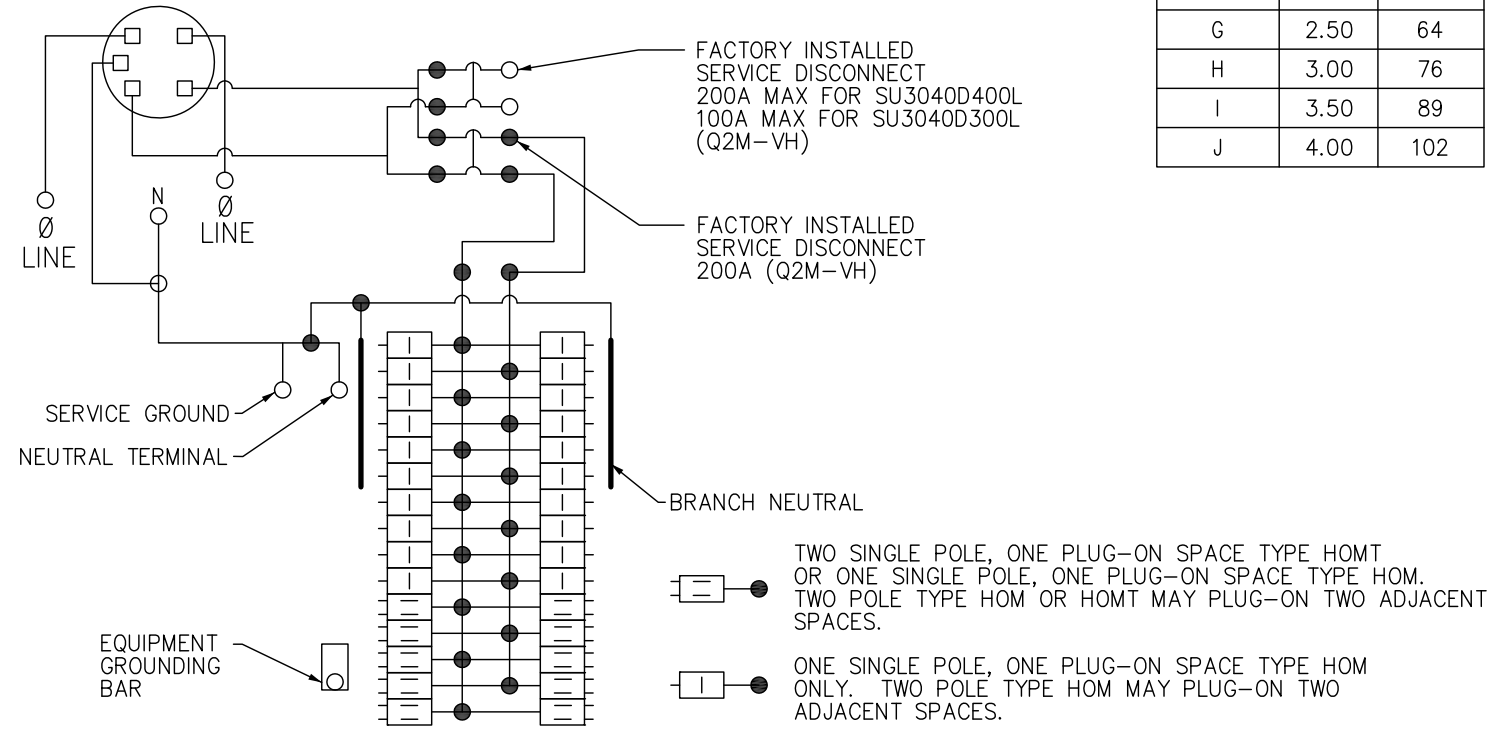 G 2.50 64
H 3.00 76
I 3.50 89
J 4.00 102
FACTORY INSTALLED
SERVICE DISCONNECT
200A MAX FOR SU3040D400L
100A MAX FOR SU3040D300L
(Q2M-VH)
Ø
LINE
N
Ø
LINE
FACTORY INSTALLED
SERVICE DISCONNECT
200A (Q2M-VH)
SERVICE GROUND
NEUTRAL TERMINAL
BRANCH NEUTRAL
TWO SINGLE POLE, ONE PLUG-ON SPACE TYPE HOMT
OR ONE SINGLE POLE, ONE PLUG-ON SPACE TYPE HOM.
TWO POLE TYPE HOM OR HOMT MAY PLUG-ON TWO ADJACENT
SPACES.
EQUIPMENT
GROUNDING
BAR
ONE SINGLE POLE, ONE PLUG-ON SPACE TYPE HOM
ONLY. TWO POLE TYPE HOM MAY PLUG-ON TWO
ADJACENT SPACES.